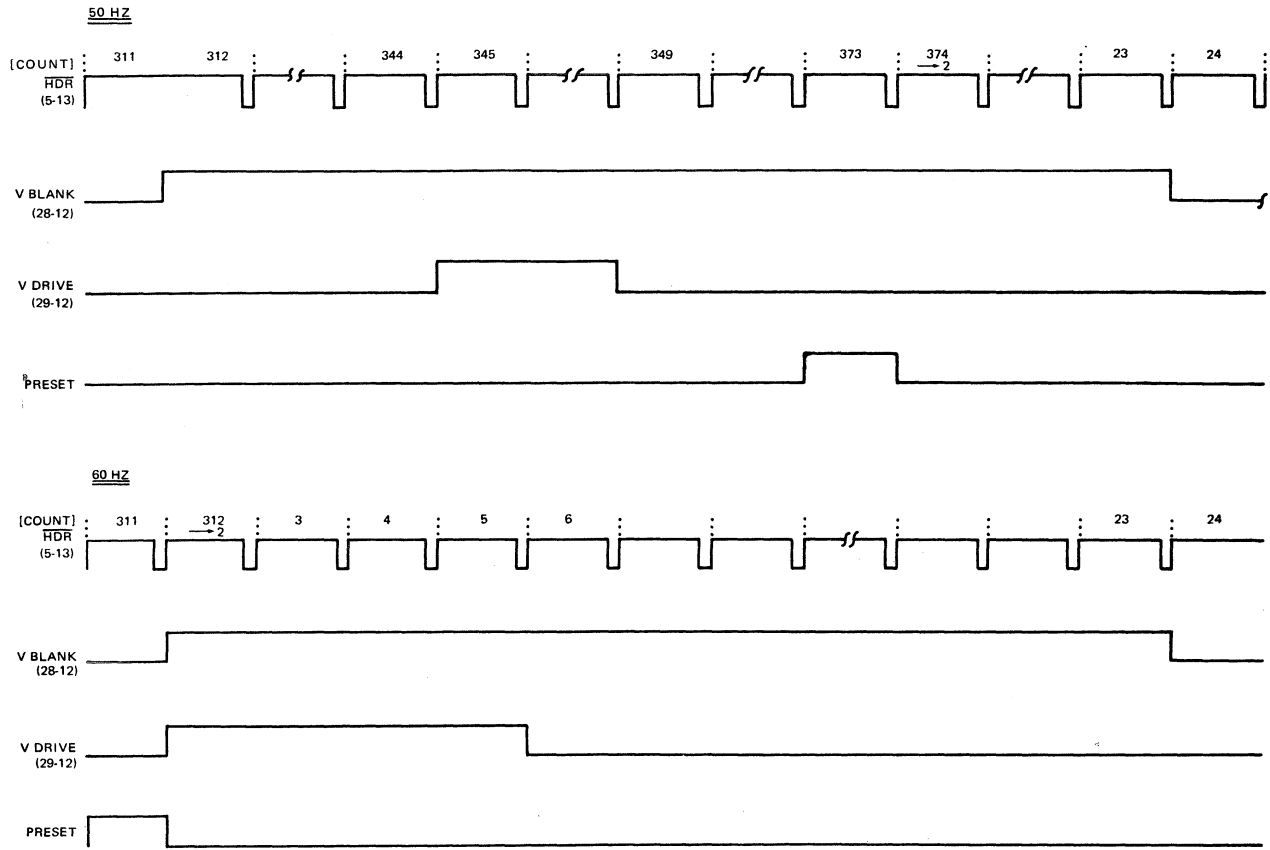 50 HZ
[COUNT] 311 312 344 345 349 373 374 23 24
2
HDR
(5-13)
V BLANK
(28-12)
V DRIVE
(29-12)
PRESET
60 HZ
[COUNT] 311 312 3 4 5 6 23 24
2
HDR
(5-13)
V BLANK
(28-12)
V DRIVE
(29-12)
PRESET